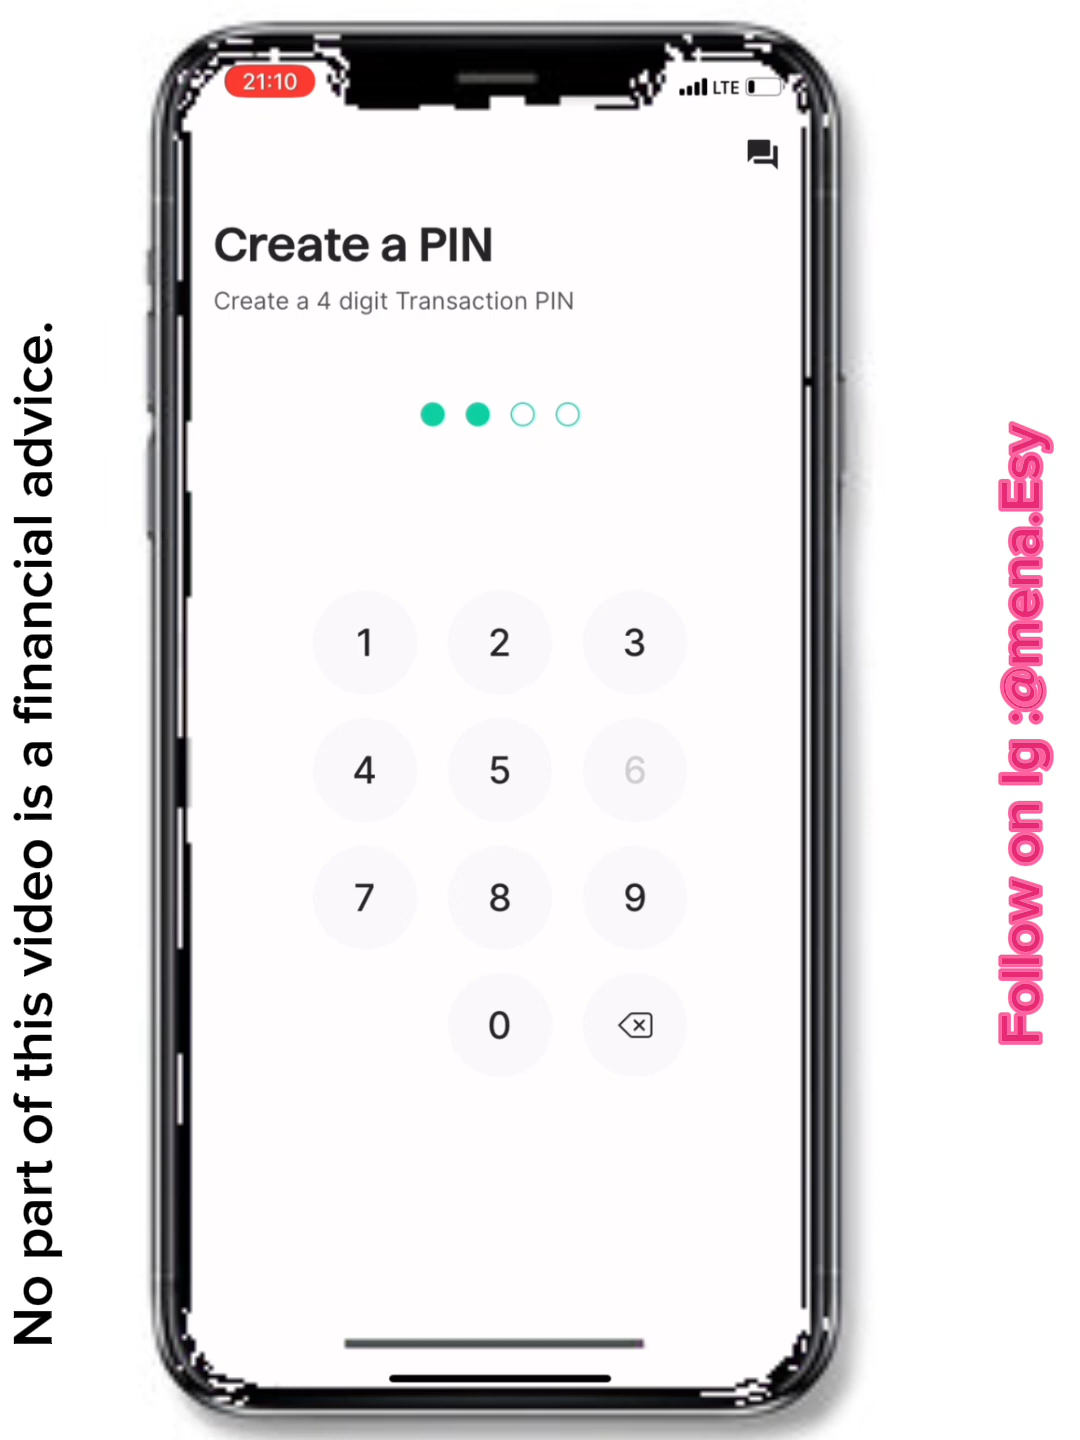 21:10
LTE
Create a PIN
Create a 4 digit Transaction PIN
1 2 3
4 5 6
7 8 9
0
No part of this video is a financial advice.
Follow on Ig :@mena.Esy